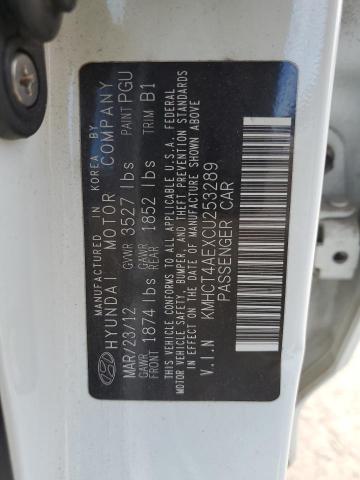 MANUFACTURED IN KOREA BY
HYUNDAI MOTOR COMPANY
MAR/23/12 GVWR 3527 lbs PAINT PGU
GAWR FRONT 1874 lbs GAWR REAR 1852 lbs TRIM B1
THIS VEHICLE CONFORMS TO ALL APPLICABLE U.S.A. FEDERAL
MOTOR VEHICLE SAFETY, BUMPER, AND THEFT PREVENTION STANDARDS
IN EFFECT ON THE DATE OF MANUFACTURE SHOWN ABOVE
V.I.N KMHCT4AEXCU253289
PASSENGER CAR